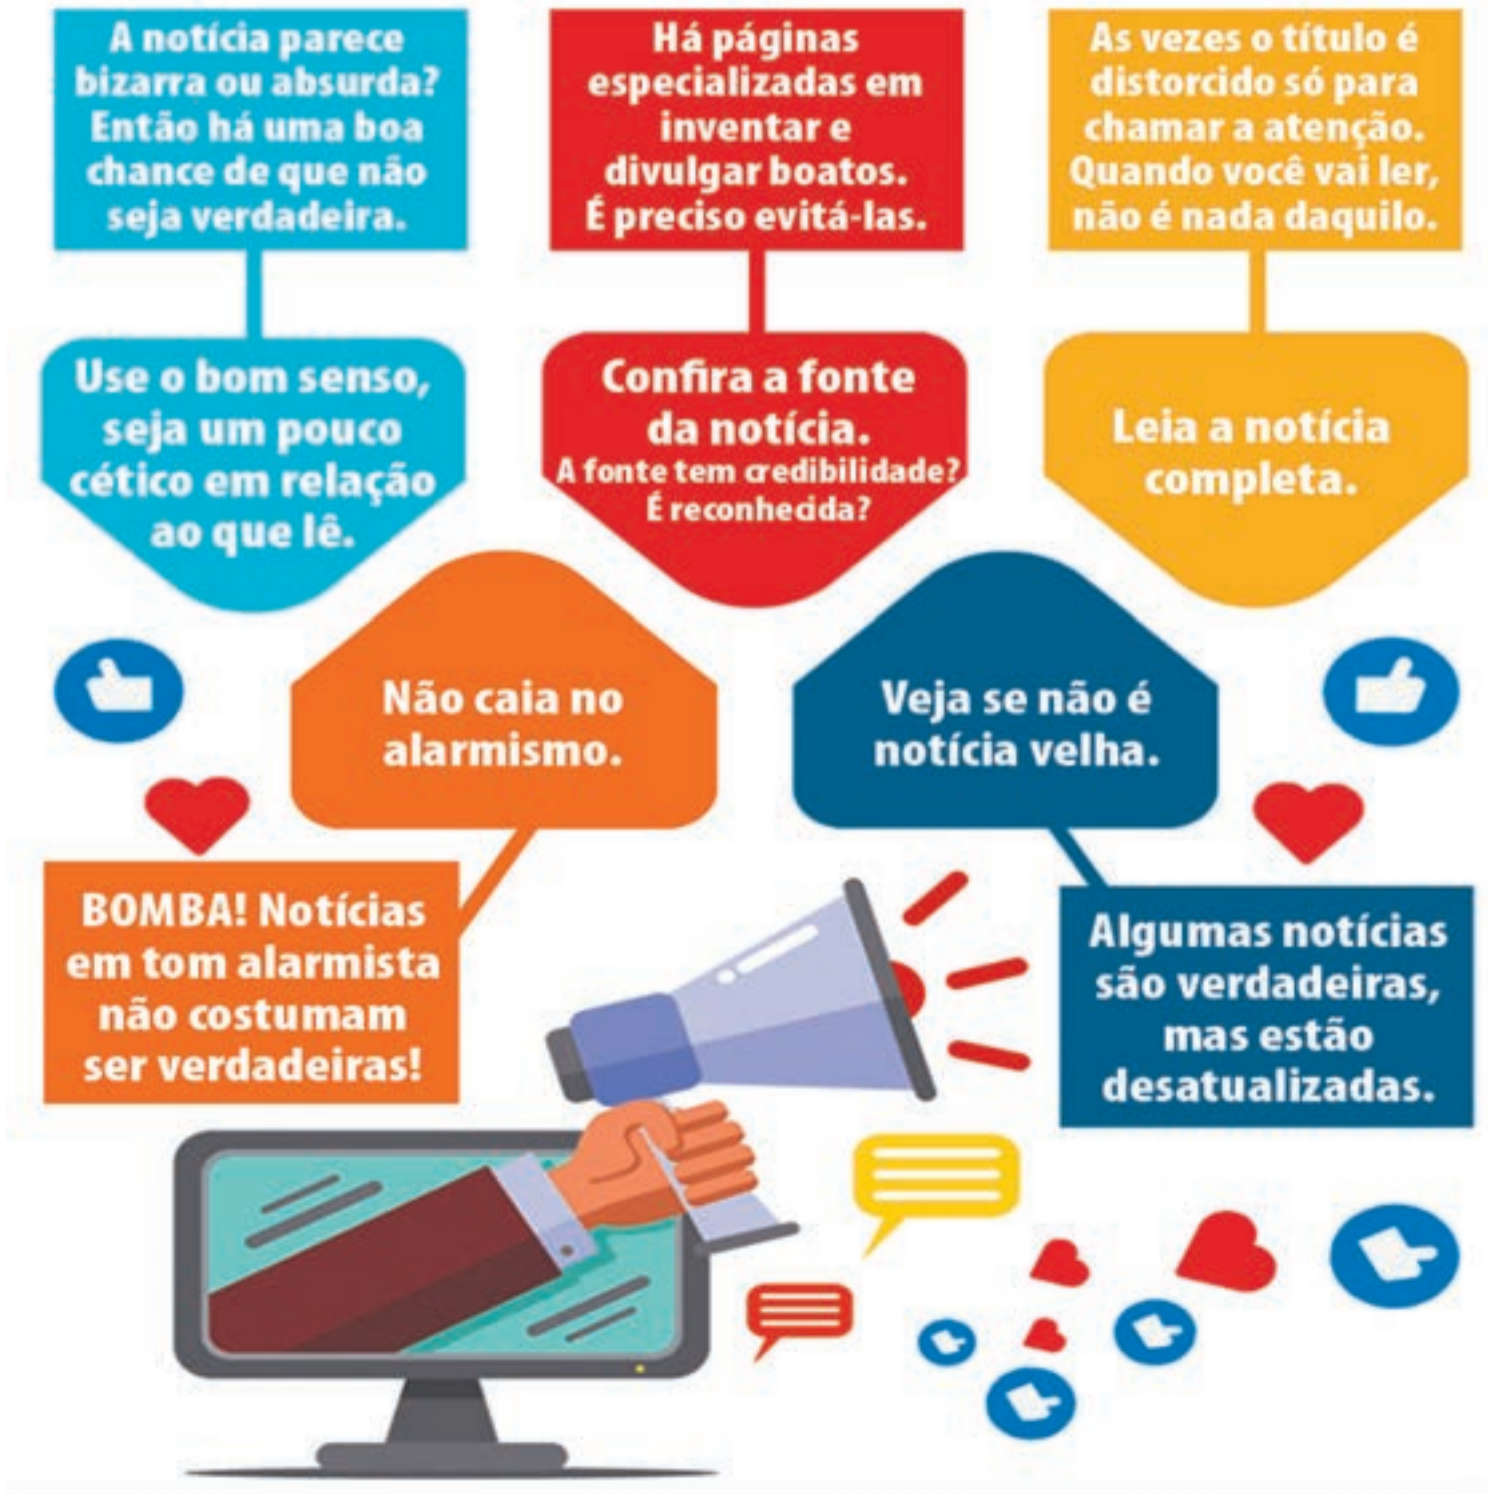 A notícia parece
bizarra ou absurda?
Então há uma boa
chance de que não
seja verdadeira.
Use o bom senso,
seja um pouco
cético em relação
ao que lê.
Há páginas
especializadas em
inventar e
divulgar boatos.
É preciso evitá-las.
Confira a fonte
da notícia.
A fonte tem credibilidade?
É reconhecida?
As vezes o título é
distorcido só para
chamar a atenção.
Quando você vai ler,
não é nada daquilo.
Leia a notícia
completa.
Não caia no
alarmismo.
BOMBA! Notícias
em tom alarmista
não costumam
ser verdadeiras!
Veja se não é
notícia velha.
Algumas notícias
são verdadeiras,
mas estão
desatualizadas.